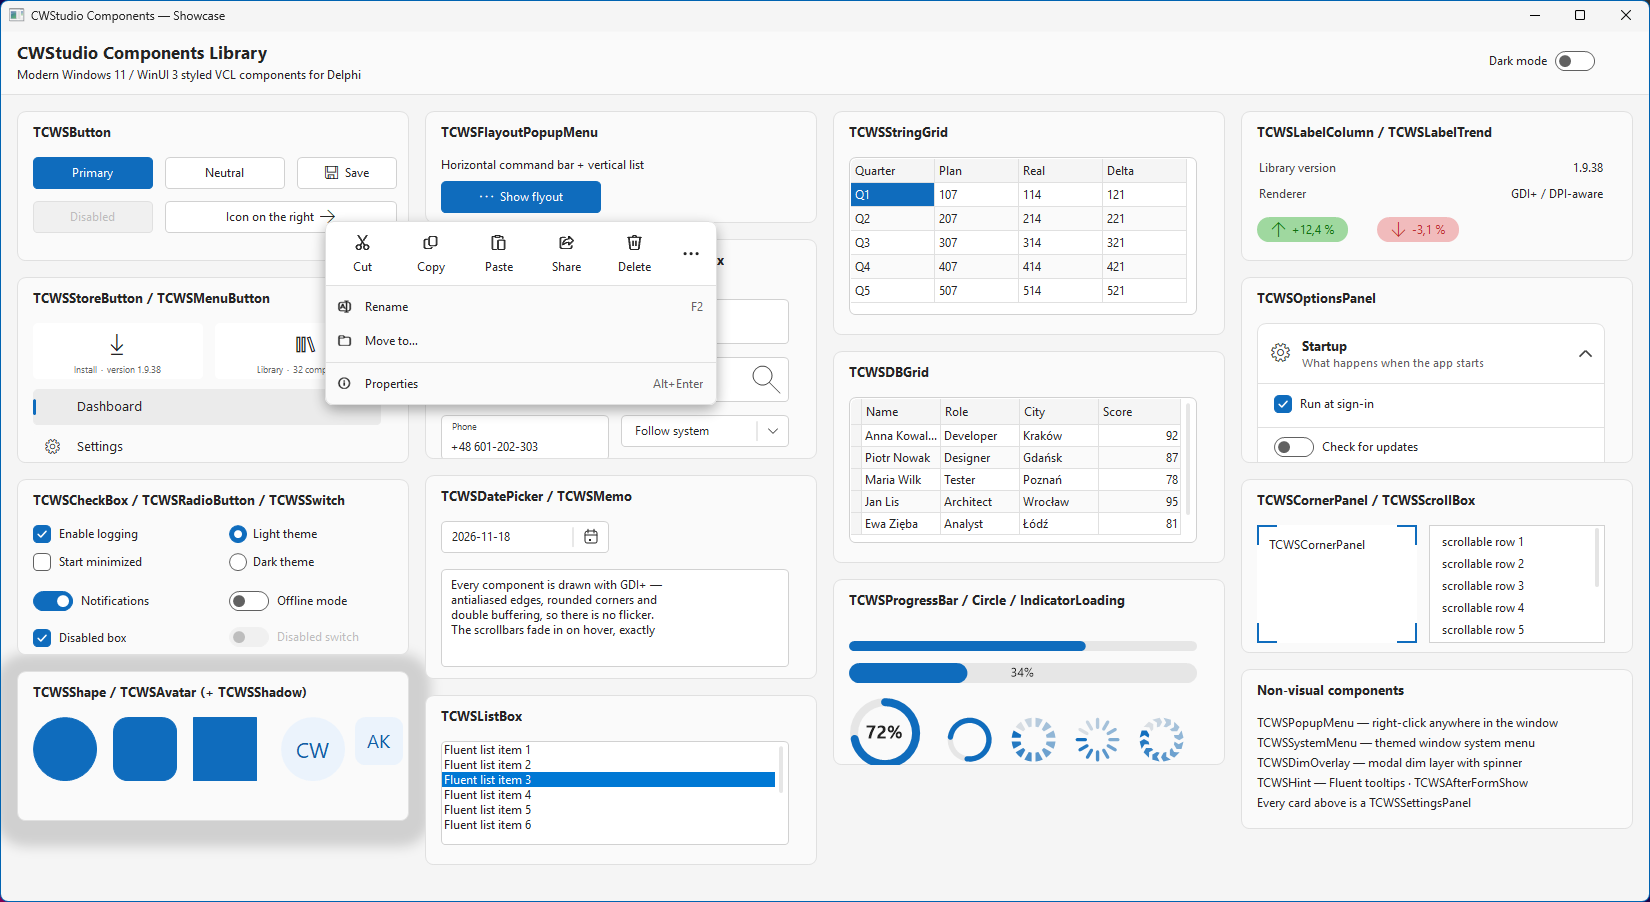 CWStudio Components — Showcase
CWStudio Components Library
Modern Windows 11 / WinUI 3 styled VCL components for Delphi
Dark mode
TCWSButton
Primary
Neutral
Save
Disabled
Icon on the right
TCWSStoreButton / TCWSMenuButton
Install · version 1.9.38
Library · 32
Dashboard
Settings
TCWSCheckBox / TCWSRadioButton / TCWSSwitch
Enable logging
Light theme
Start minimized
Dark theme
Notifications
Offline mode
Disabled box
Disabled switch
TCWSShape / TCWSAvatar (+ TCWSShadow)
CW
AK
TCWSFlayoutPopupMenu
Horizontal command bar + vertical list
··· Show flyout
Cut
Copy
Paste
Share
Delete
Rename
F2
Move to...
Properties
Alt+Enter
x
Phone
+48 601-202-303
Follow system
TCWSDatePicker / TCWSMemo
2026-11-18
Every component is drawn with GDI+ —
antialiased edges, rounded corners and
double buffering, so there is no flicker.
The scrollbars fade in on hover, exactly
TCWSListBox
Fluent list item 1
Fluent list item 2
Fluent list item 3
Fluent list item 4
Fluent list item 5
Fluent list item 6
TCWSStringGrid
Quarter Plan Real Delta
Q1 107 114 121
Q2 207 214 221
Q3 307 314 321
Q4 407 414 421
Q5 507 514 521
TCWSDBGrid
Name Role City Score
Anna Kowal... Developer Kraków 92
Piotr Nowak Designer Gdańsk 87
Maria Wilk Tester Poznań 78
Jan Lis Architect Wrocław 95
Ewa Zięba Analyst Łódź 81
TCWSProgressBar / Circle / IndicatorLoading
34%
72%
TCWSLabelColumn / TCWSLabelTrend
Library version 1.9.38
Renderer GDI+ / DPI-aware
+12,4 %
-3,1 %
TCWSOptionsPanel
Startup
What happens when the app starts
Run at sign-in
Check for updates
TCWSCornerPanel / TCWSScrollBox
TCWSCornerPanel
scrollable row 1
scrollable row 2
scrollable row 3
scrollable row 4
scrollable row 5
Non-visual components
TCWSPopupMenu — right-click anywhere in the window
TCWSSystemMenu — themed window system menu
TCWSDimOverlay — modal dim layer with spinner
TCWSHint — Fluent tooltips · TCWSAfterFormShow
Every card above is a TCWSSettingsPanel